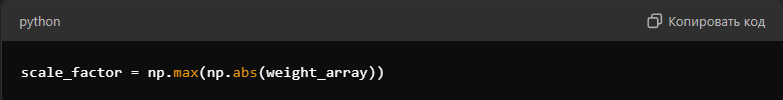 python
Копировать код
scale_factor = np.max(np.abs(weight_array))